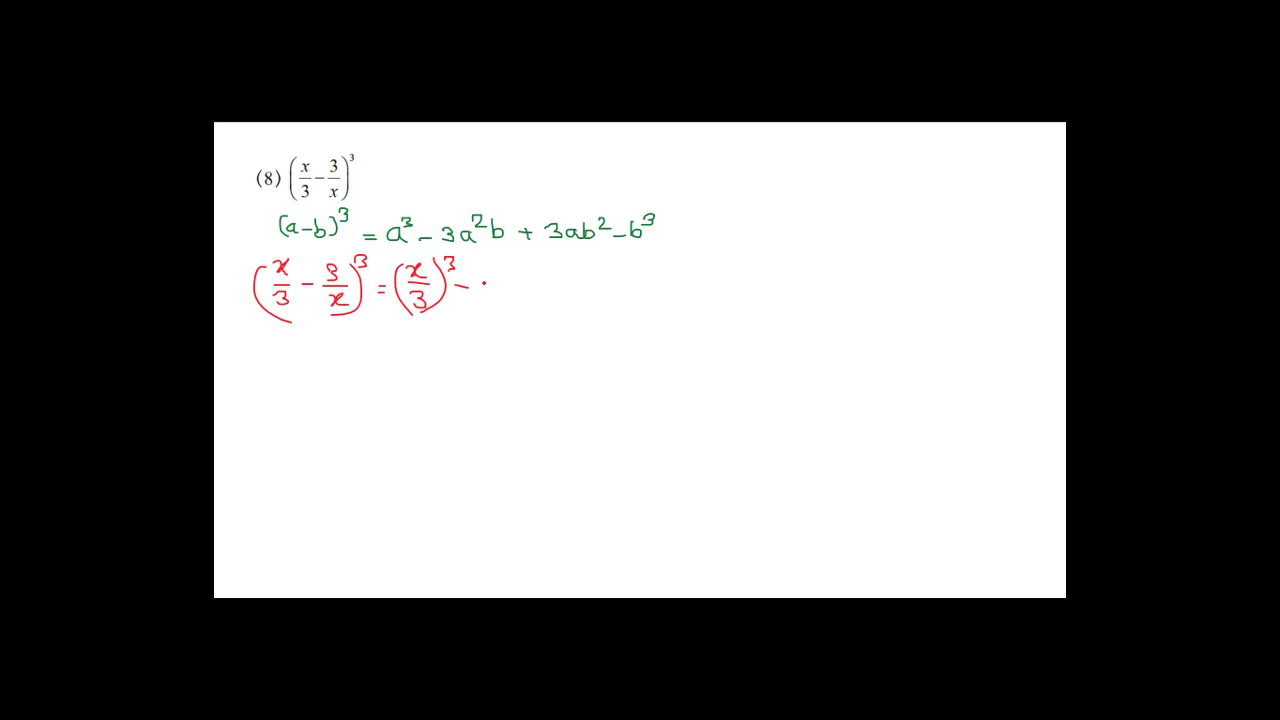 (8) (x/3 − 3/x)³
(a-b)³ = a³ - 3a²b + 3ab² - b³
(x/3 - 3/x)³ = (x/3)³ -